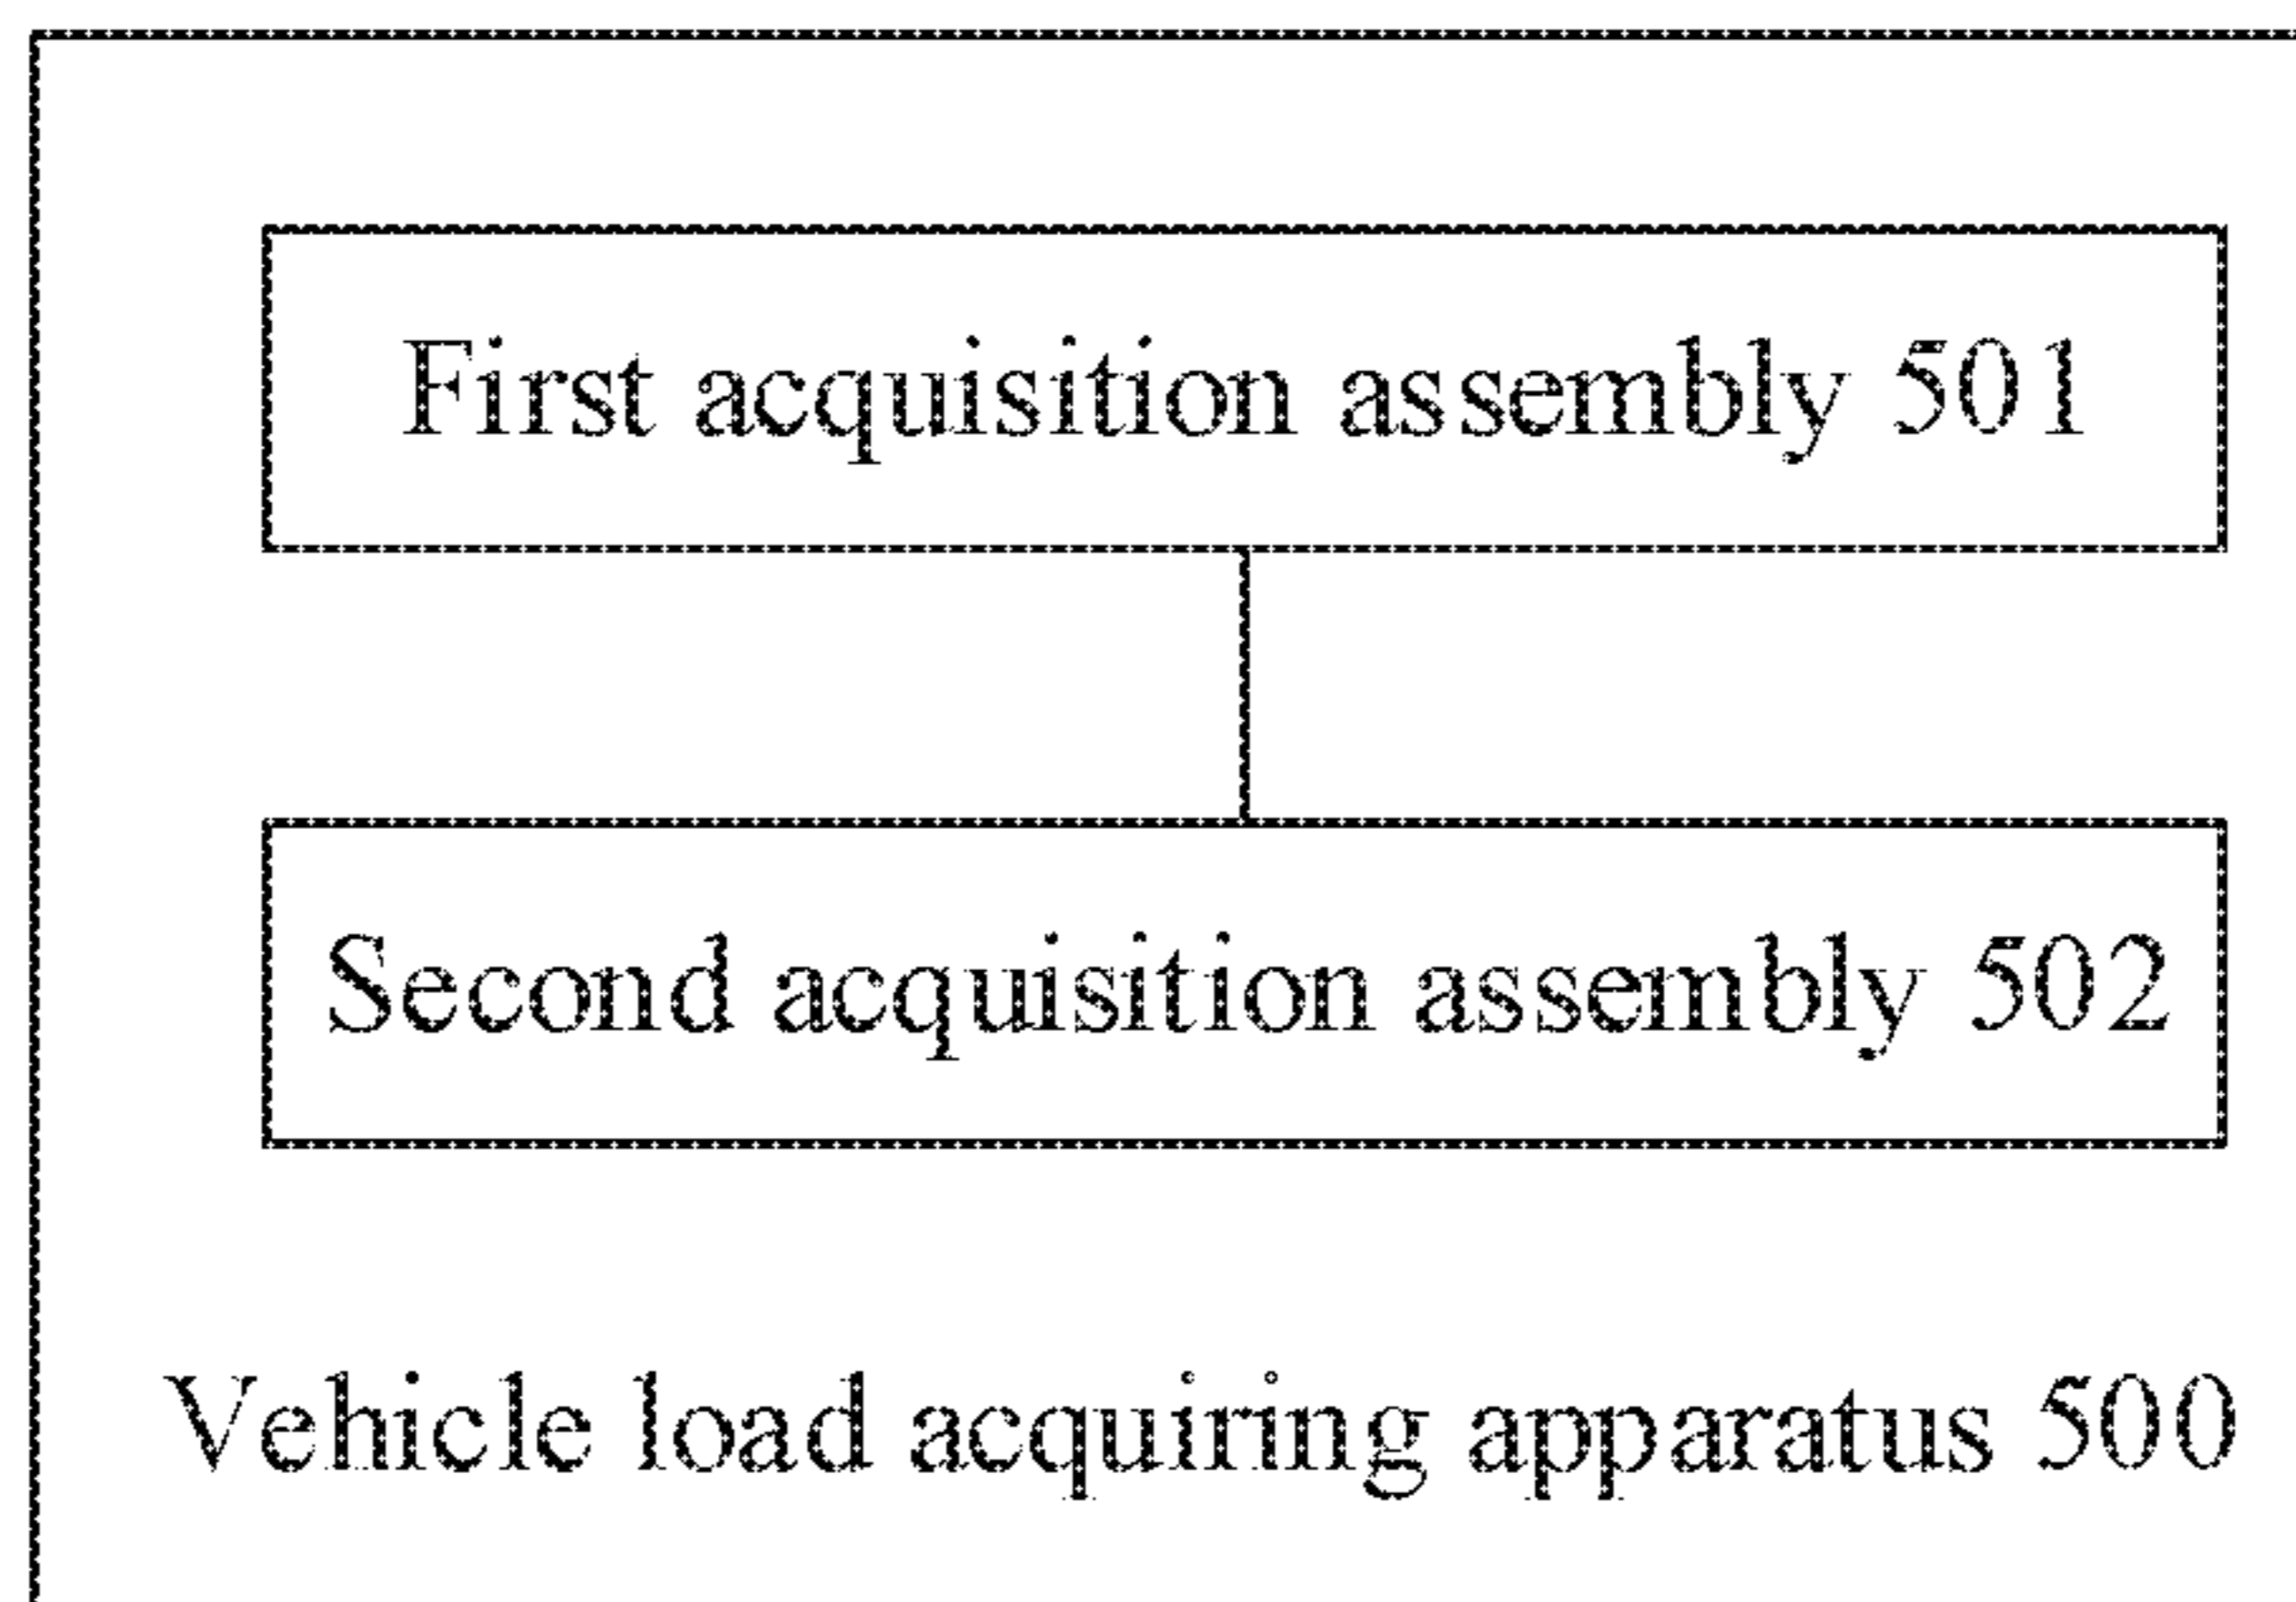 First acquisition assembly 501
Second acquisition assembly 502
Vehicle load acquiring apparatus 500